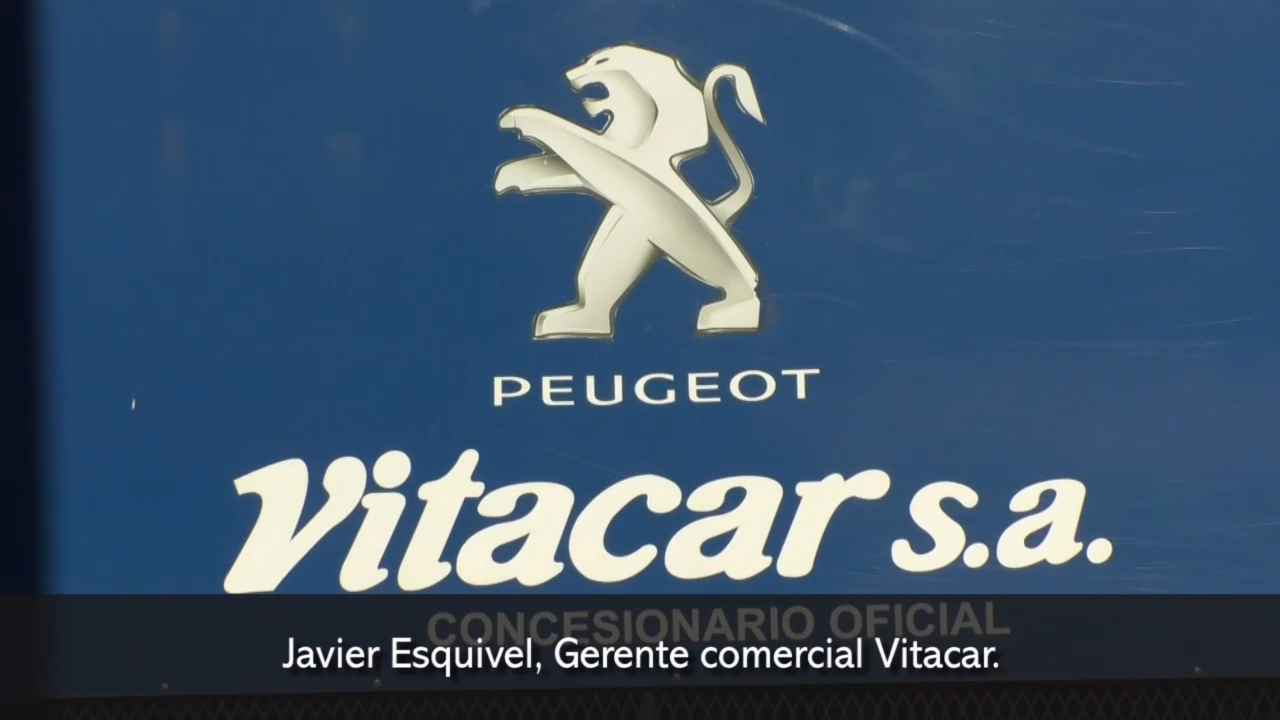 PEUGEOT
Vitacar s.a.
CONCESIONARIO OFICIAL
Javier Esquivel, Gerente comercial Vitacar.